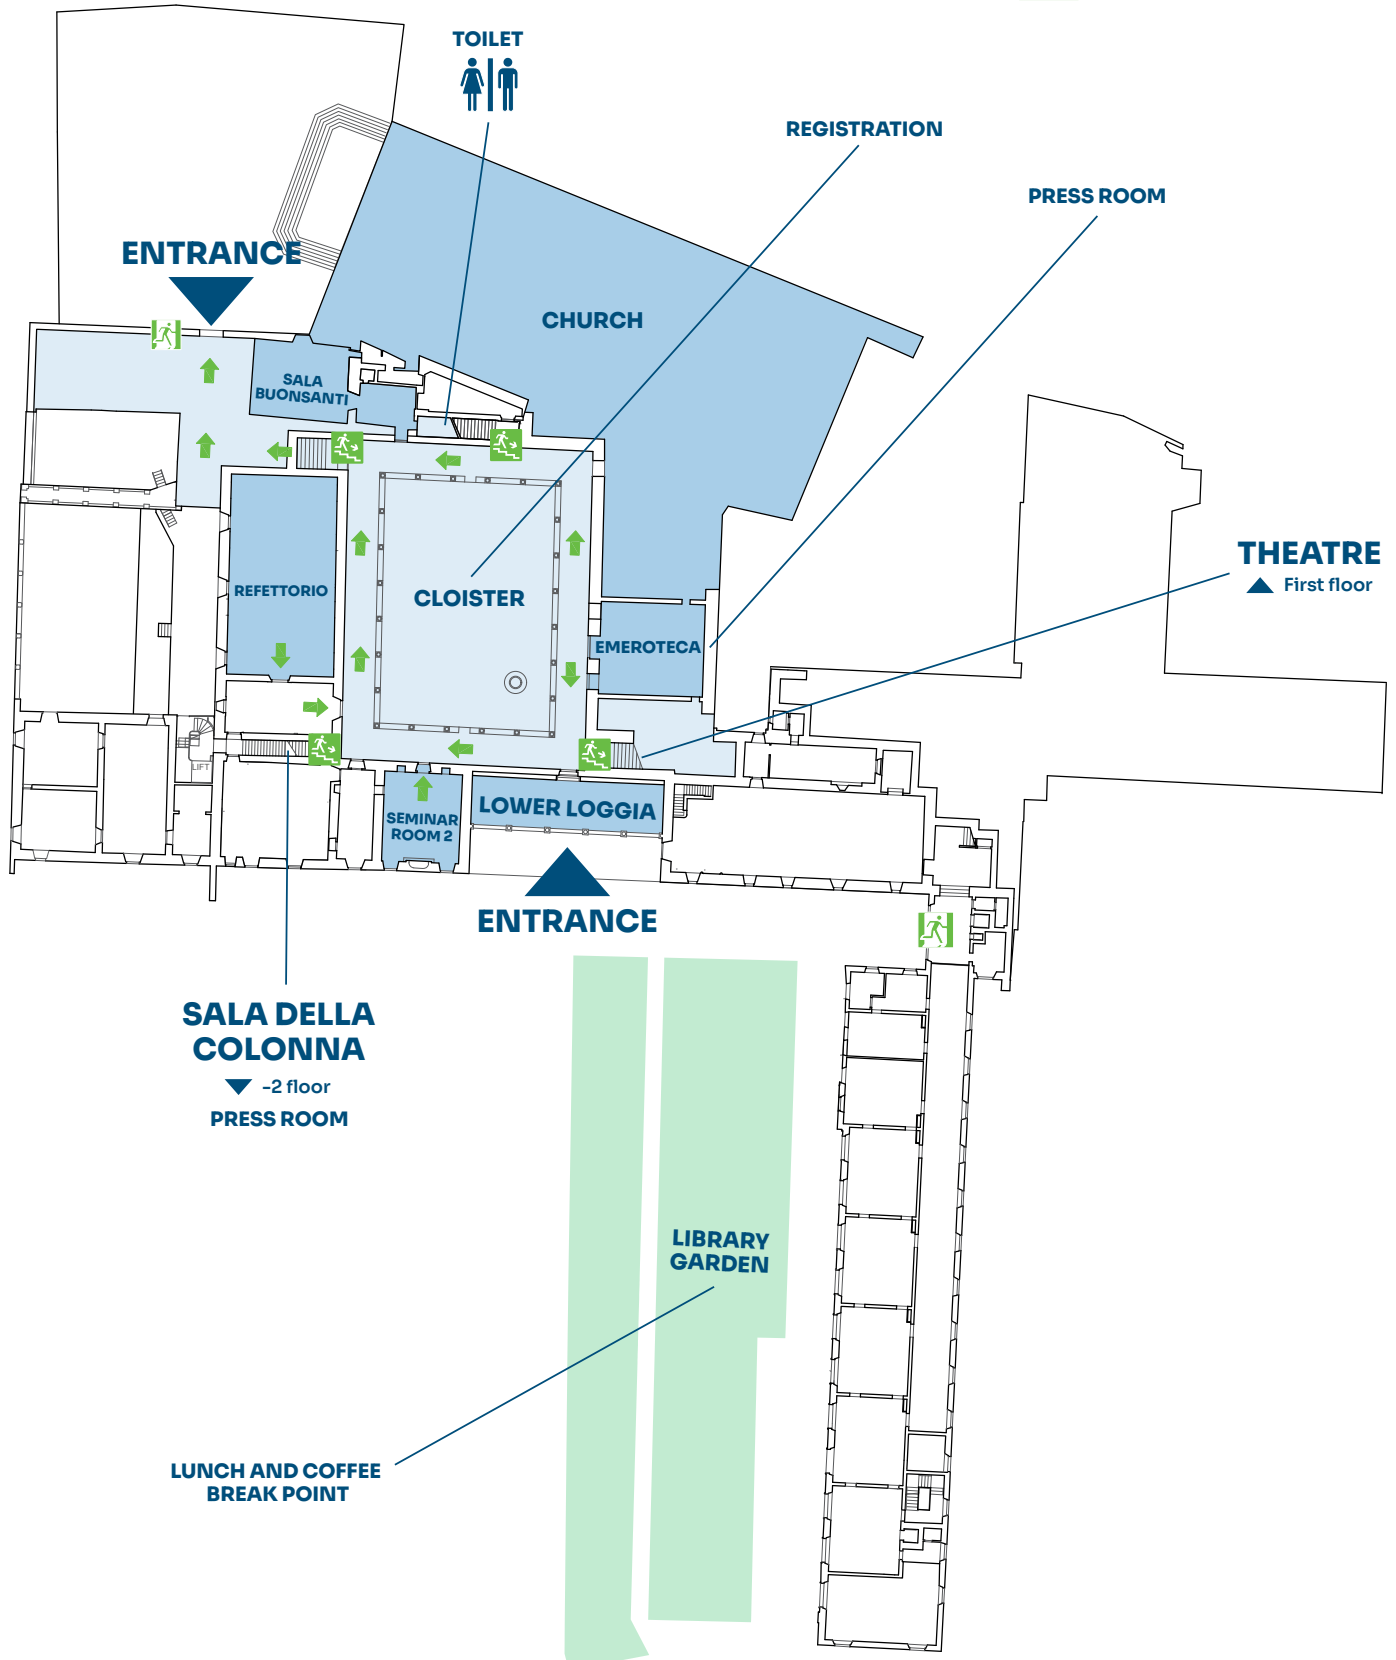 TOILET
REGISTRATION
PRESS ROOM
ENTRANCE
CHURCH
SALA
BUONSANTI
THEATRE
First floor
REFETTORIO
CLOISTER
EMEROTECA
LIFT
SEMINAR
ROOM 2
LOWER LOGGIA
ENTRANCE
SALA DELLA
COLONNA
-2 floor
PRESS ROOM
LIBRARY
GARDEN
LUNCH AND COFFEE
BREAK POINT